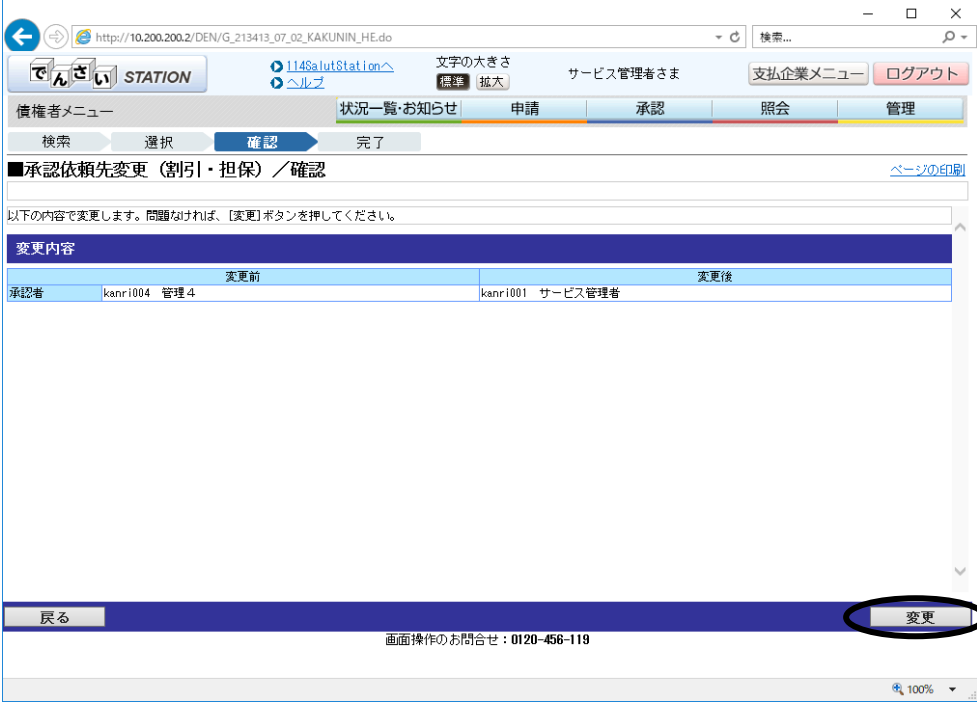 http://10.200.200.2/DEN/G_213413_07_02_KAKUNIN_HE.do
検索...
でんさい STATION
114SalutStationへ
ヘルプ
文字の大きさ
標準 拡大
サービス管理者さま
支払企業メニュー
ログアウト
債権者メニュー
状況一覧・お知らせ 申請 承認 照会 管理
検索 選択 確認 完了
■承認依頼先変更（割引・担保）／確認
ページの印刷
以下の内容で変更します。問題なければ、[変更]ボタンを押してください。
変更内容
変更前 変更後
承認者 kanri004 管理４ kanri001 サービス管理者
戻る 変更
画面操作のお問合せ：0120-456-119
100%